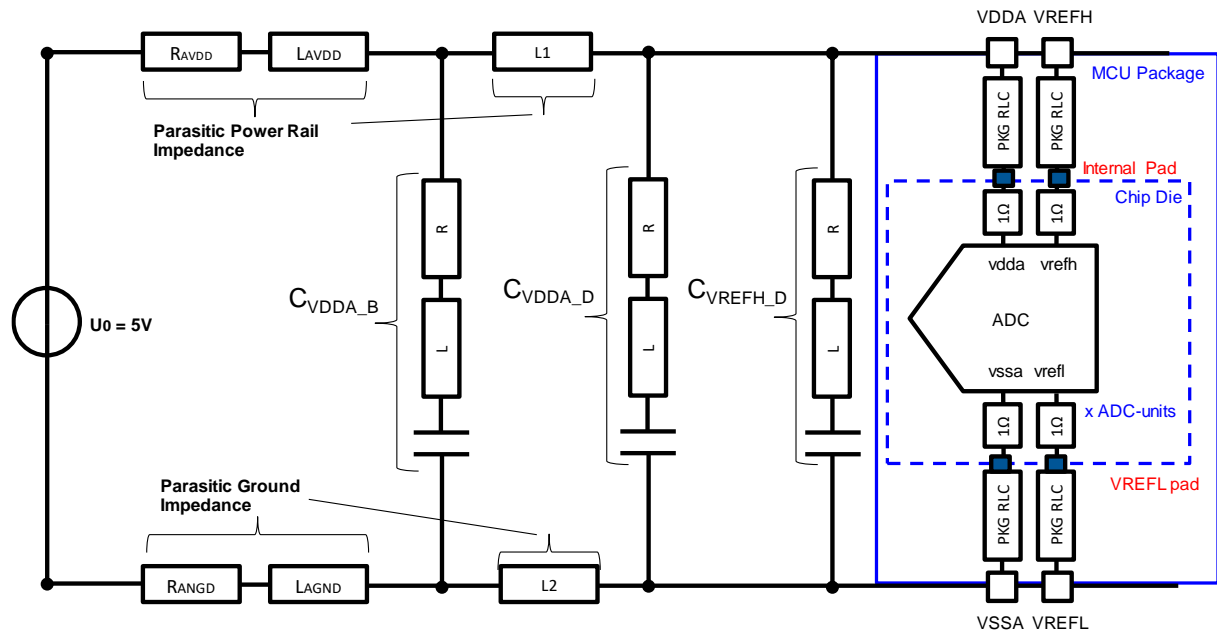 VDDA VREFH
RAVDD
LAVDD
L1
MCU Package
Parasitic Power Rail
Impedance
PKG RLC
PKG RLC
Internal Pad
Chip Die
1Ω
1Ω
R
R
R
vdda vrefh
CVDDA_B
CVDDA_D
CVREFH_D
U0 = 5V
ADC
L
L
L
vssa vrefl
x ADC-units
1Ω
1Ω
Parasitic Ground
Impedance
VREFL pad
PKG RLC
PKG RLC
RANGD
LAGND
L2
VSSA VREFL